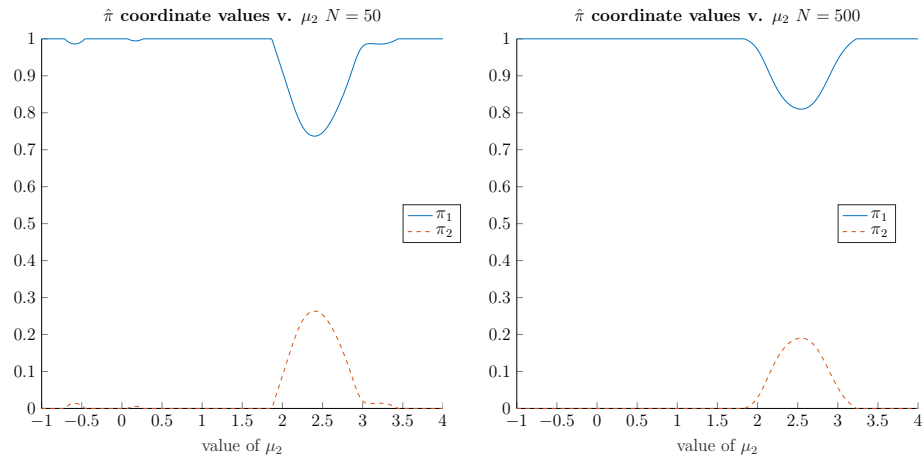 π̂ coordinate values v. μ₂ N = 50
1
0.9
0.8
0.7
0.6
0.5
0.4
0.3
0.2
0.1
0
−1 −0.5 0 0.5 1 1.5 2 2.5 3 3.5 4
value of μ₂
π₁
π₂
π̂ coordinate values v. μ₂ N = 500
1
0.9
0.8
0.7
0.6
0.5
0.4
0.3
0.2
0.1
0
−1 −0.5 0 0.5 1 1.5 2 2.5 3 3.5 4
value of μ₂
π₁
π₂